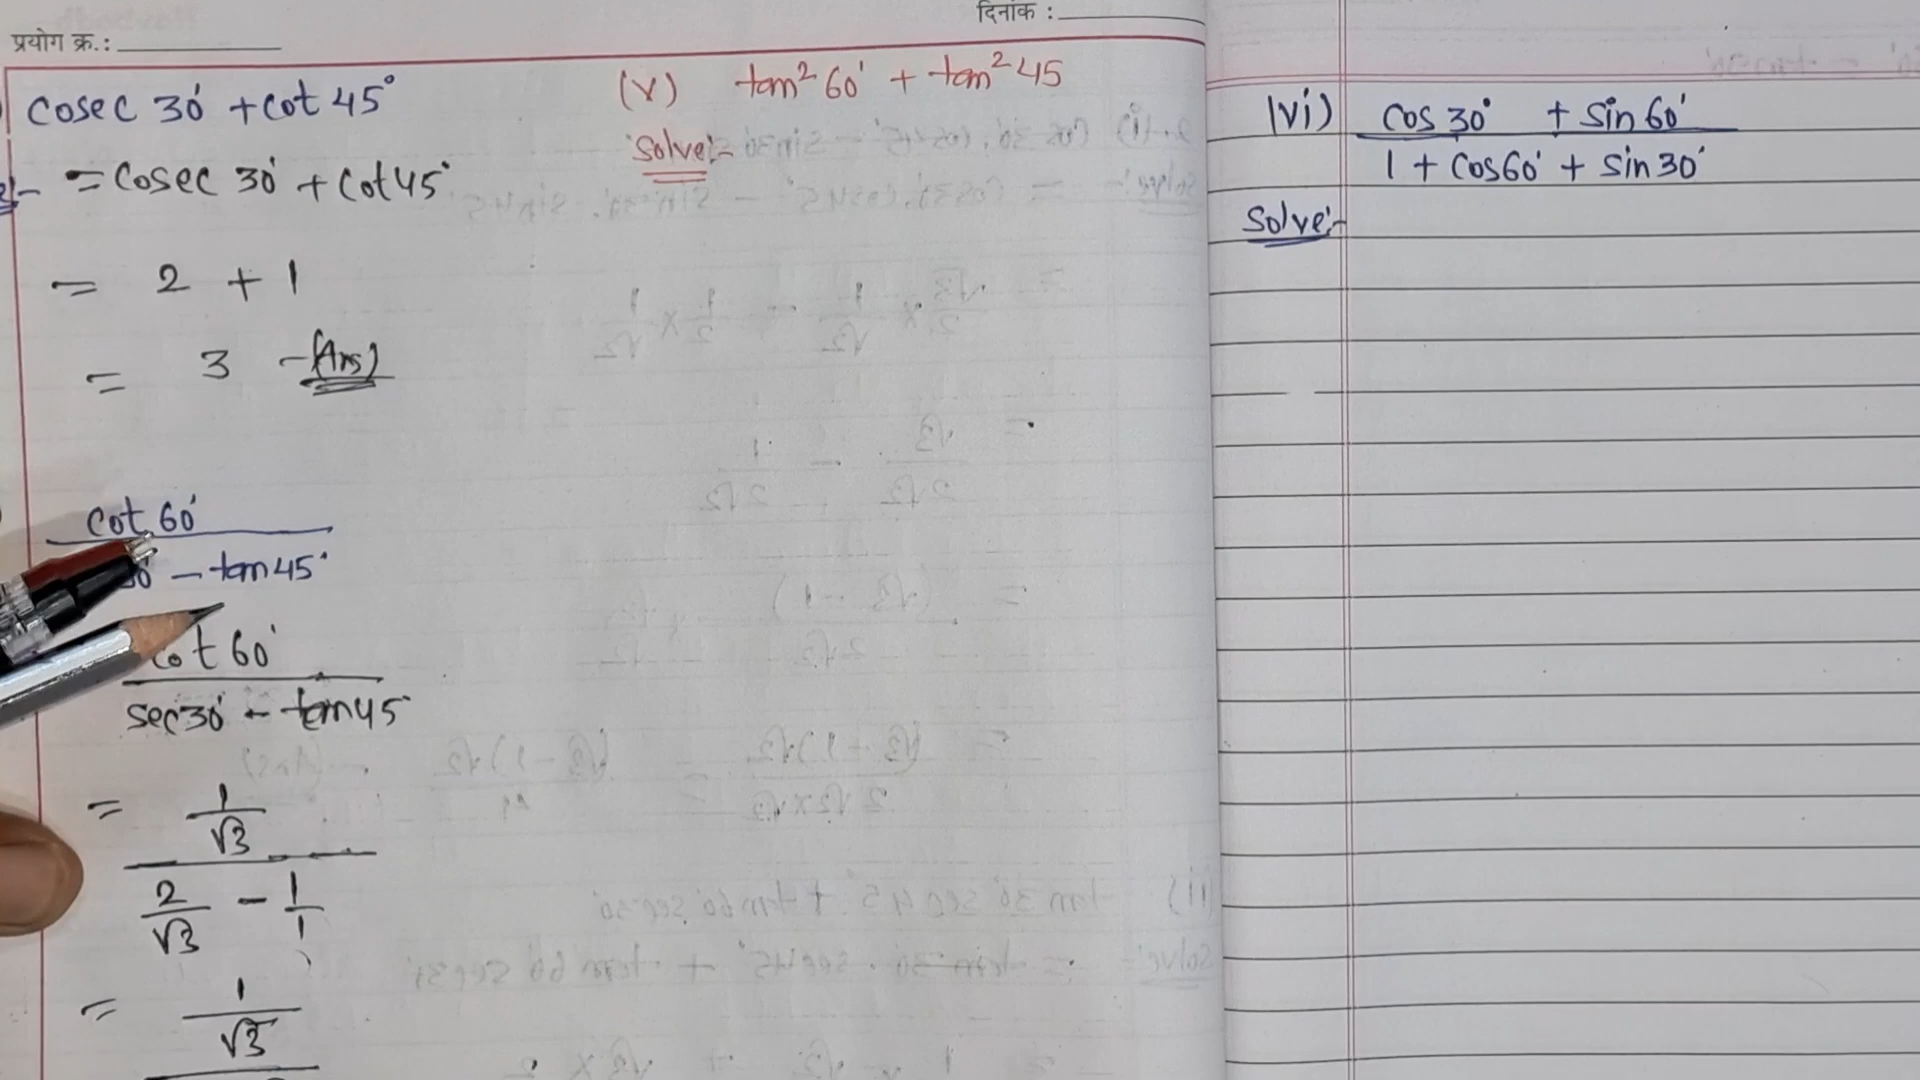 दिनांक :
प्रयोग क्र. :
cosec 30° + cot 45°
= cosec 30° + cot 45°
= 2 + 1
= 3 - (Ans)
cot 60°
30° - tan 45°
cot 60°
sec 30° - tan 45°
= 1
√3
2/√3 - 1/1
= 1
√3
(V) tan² 60° + tan² 45
Solve:-
(Vi) cos 30° + sin 60°
1 + cos 60° + sin 30°
Solve:-